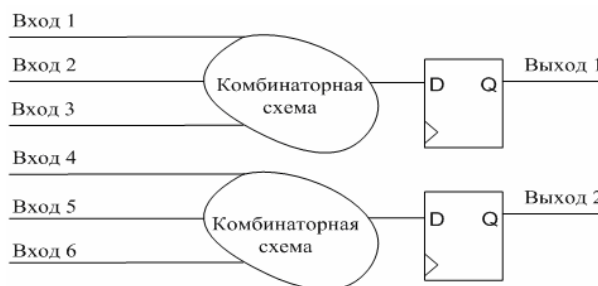 Вход 1
Вход 2
Вход 3
Комбинаторная
схема
D Q
Выход 1
Вход 4
Вход 5
Вход 6
Комбинаторная
схема
D Q
Выход 2